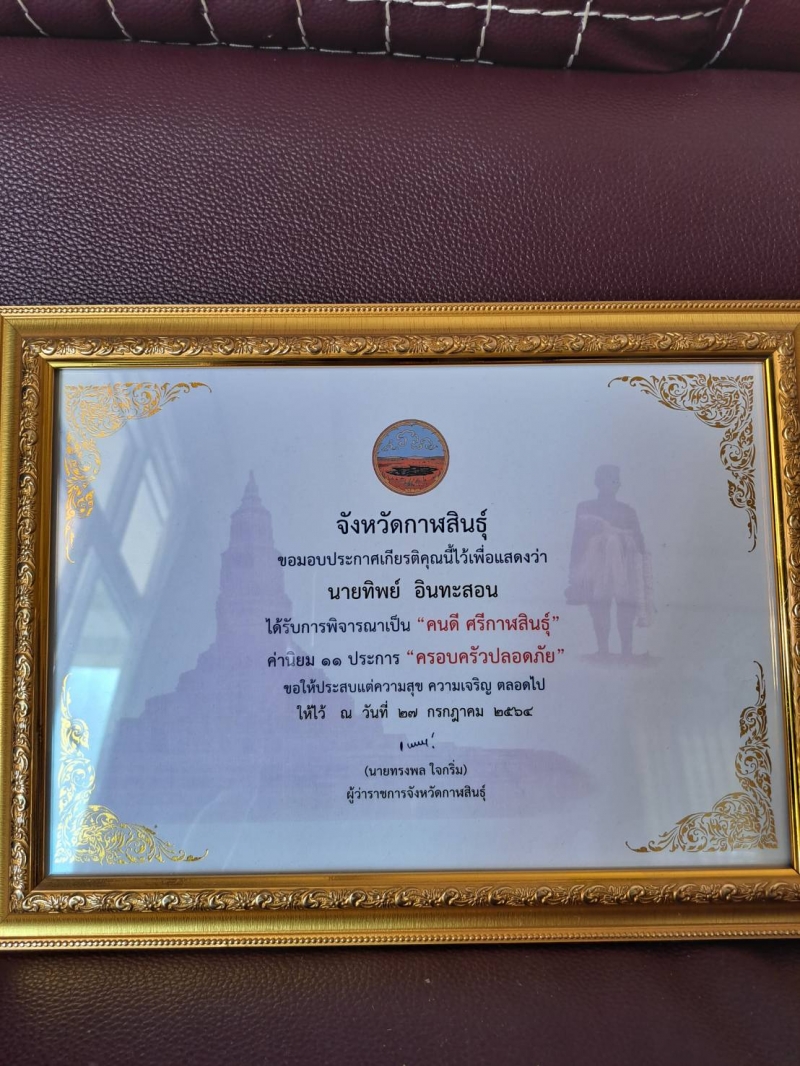 จังหวัดกาฬสินธุ์
ขอมอบประกาศเกียรติคุณนี้ไว้เพื่อแสดงว่า
นายทิพย์ อินทะสอน
ได้รับการพิจารณาเป็น “คนดี ศรีกาฬสินธุ์”
ค่านิยม ๑๑ ประการ “ครอบครัวปลอดภัย”
ขอให้ประสบแต่ความสุข ความเจริญ ตลอดไป
ให้ไว้ ณ วันที่ ๒๗ กรกฎาคม ๒๕๖๔
(นายทรงพล ใจกริ่ม)
ผู้ว่าราชการจังหวัดกาฬสินธุ์